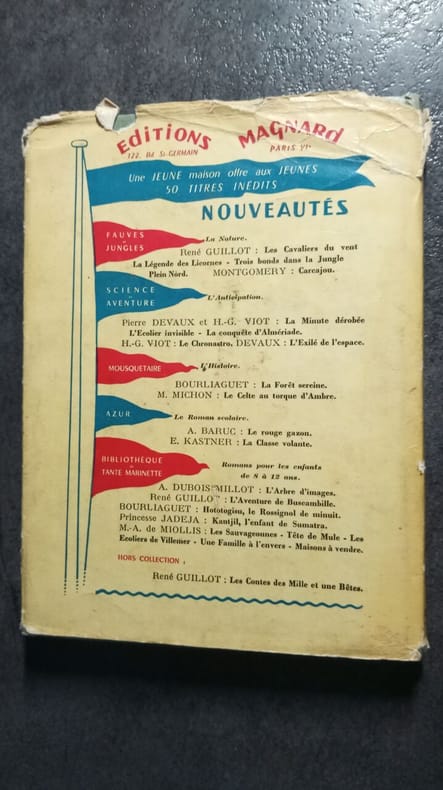 Editions MAGNARD
122, Bd St-GERMAIN PARIS VIe
Une JEUNE maison offre aux JEUNES
50 TITRES INÉDITS
NOUVEAUTÉS
FAUVES
et
JUNGLES
La Nature.
René GUILLOT : Les Cavaliers du vent
La Légende des Licornes - Trois bonds dans la Jungle
Plein Nord. MONTGOMERY : Carcajou.
SCIENCE
et
AVENTURE
L'Anticipation.
Pierre DEVAUX et H.-G. VIOT : La Minute dérobée
L'Ecolier invisible - La conquête d'Almériade.
H.-G. VIOT : Le Chronastro, DEVAUX : L'Exilé de l'espace.
MOUSQUETAIRE
L'Histoire.
BOURLIAGUET : La Forêt sereine.
M. MICHON : Le Celte au torque d'Ambre.
AZUR
Le Roman scolaire.
A. BARUC : Le rouge gazon.
E. KASTNER : La Classe volante.
BIBLIOTHÈQUE
DE
TANTE MARINETTE
Romans pour les enfants
de 8 à 12 ans.
A. DUBOIS MILLOT : L'Arbre d'images.
René GUILLOT : L'Aventure de Buscambille.
BOURLIAGUET : Hototogisu, le Rossignol de minuit.
Princesse JADEJA : Kantjil, l'enfant de Sumatra.
M.-A. de MIOLLIS : Les Sauvagennes - Tête de Mule - Les
Ecoliers de Villemer - Une Famille à l'envers - Maisons à vendre.
HORS COLLECTION :
René GUILLOT : Les Contes des Mille et une Bêtes.